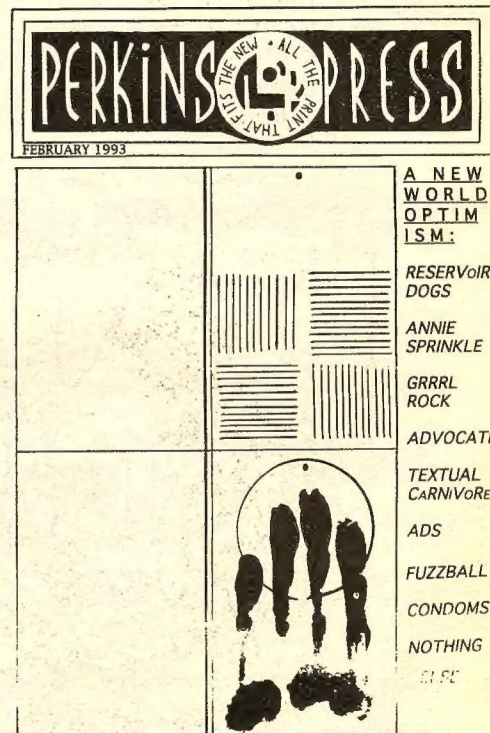 PERKiNS PRESS
ALL THE PRINT THAT FITS THE NEW
FEBRUARY 1993
A NEW
WORLD
OPTIM
ISM:
RESERVoIR
DOGS
ANNIE
SPRINKLE
GRRRL
ROCK
ADVOCATE
TEXTUAL
CARNiVoRE
ADS
FUZZBALL
CONDOMS
NOTHING
ELSE